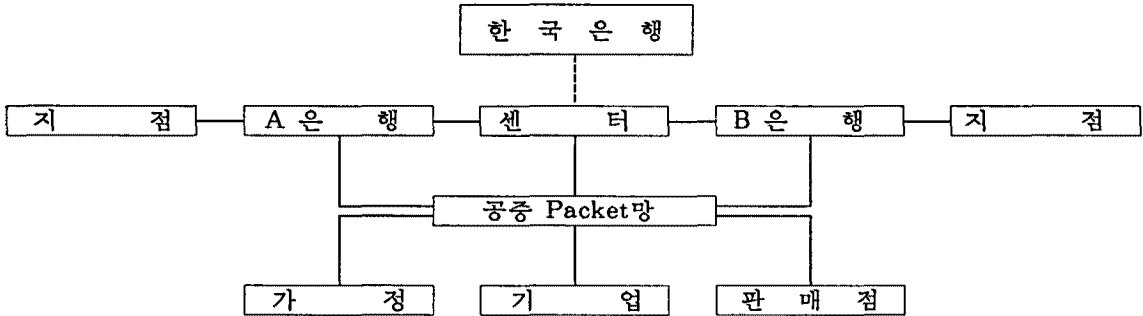 한 국 은 행
지 점 A 은 행 센 터 B 은 행 지 점
공중 Packet망
가 정 기 업 판 매 점